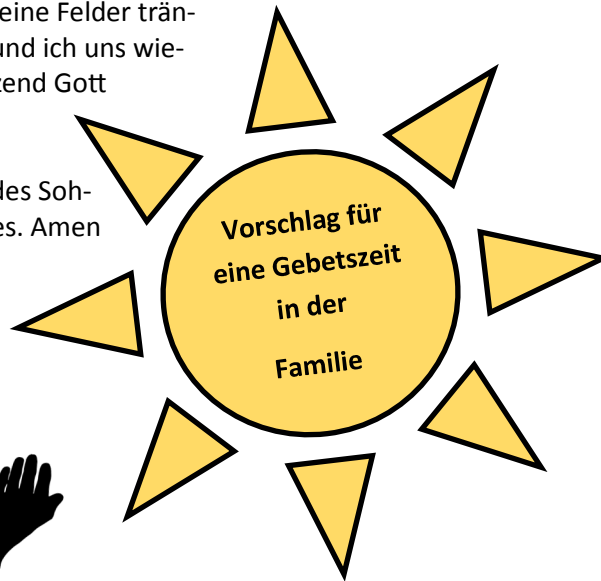 eine Felder trän-
und ich uns wie-
zend Gott
des Soh-
es. Amen
Vorschlag für
eine Gebetszeit
in der
Familie